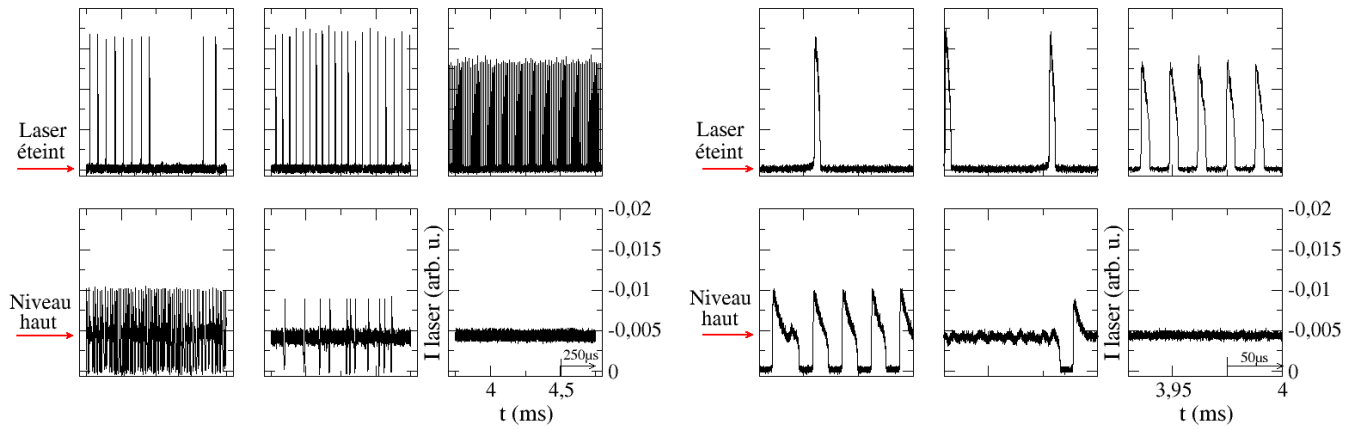 Laser
éteint
Niveau
haut
I laser (arb. u.)
-0,02
-0,015
-0,01
-0,005
0
250µs
4
4,5
t (ms)
Laser
éteint
Niveau
haut
I laser (arb. u.)
-0,02
-0,015
-0,01
-0,005
0
50µs
3,95
4
t (ms)